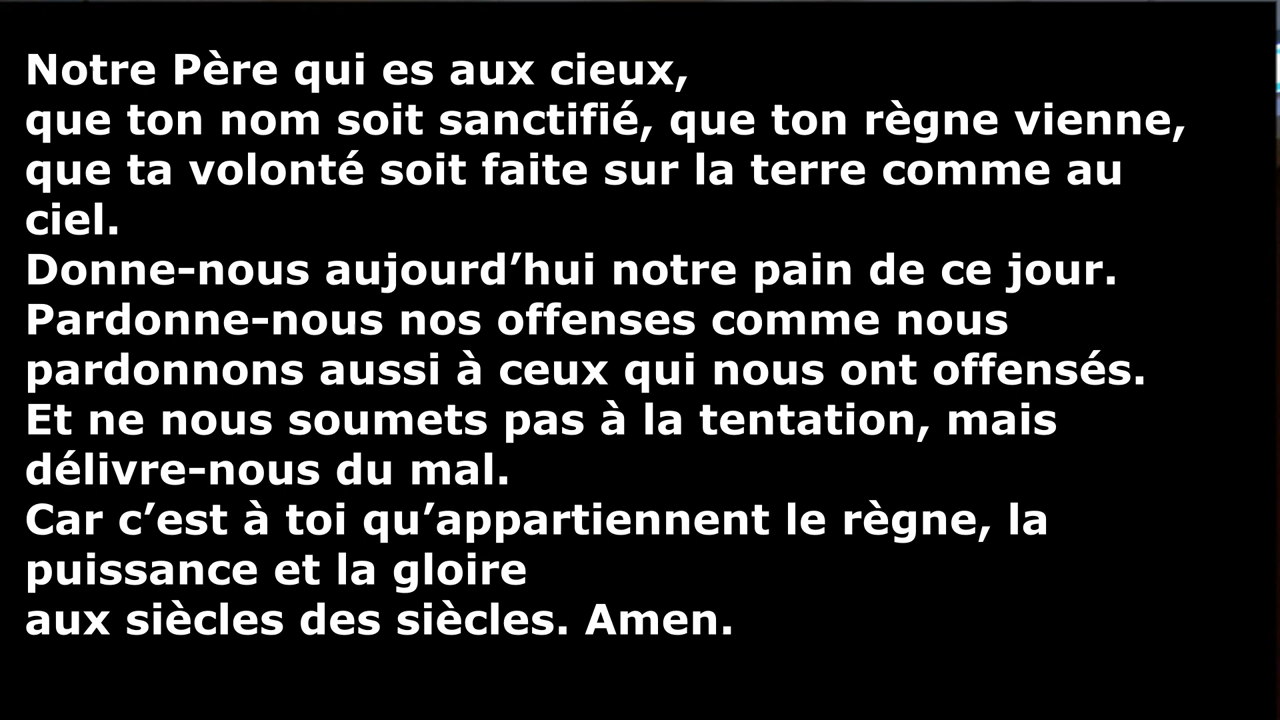 Notre Père qui es aux cieux,
que ton nom soit sanctifié, que ton règne vienne,
que ta volonté soit faite sur la terre comme au
ciel.
Donne-nous aujourd’hui notre pain de ce jour.
Pardonne-nous nos offenses comme nous
pardonnons aussi à ceux qui nous ont offensés.
Et ne nous soumets pas à la tentation, mais
délivre-nous du mal.
Car c’est à toi qu’appartiennent le règne, la
puissance et la gloire
aux siècles des siècles. Amen.